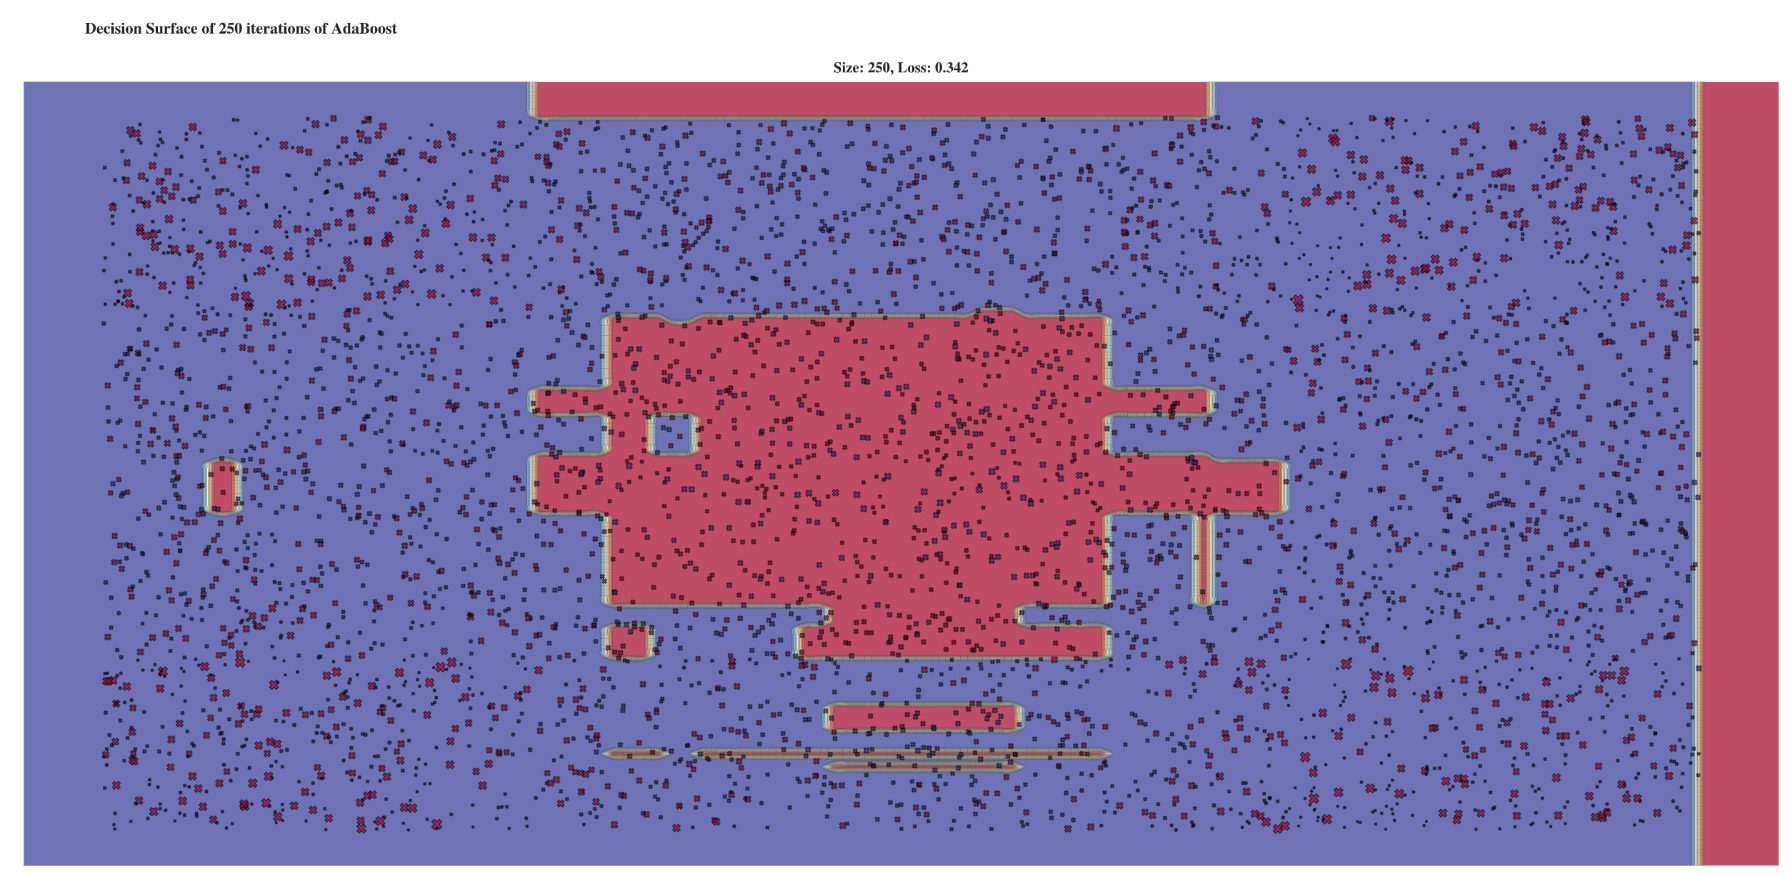 Decision Surface of 250 iterations of AdaBoost
Size: 250, Loss: 0.342